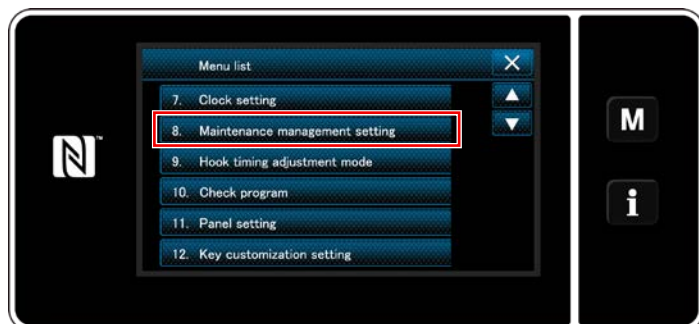 Menu list
7. Clock setting
8. Maintenance management setting
9. Hook timing adjustment mode
10. Check program
11. Panel setting
12. Key customization setting
M
i